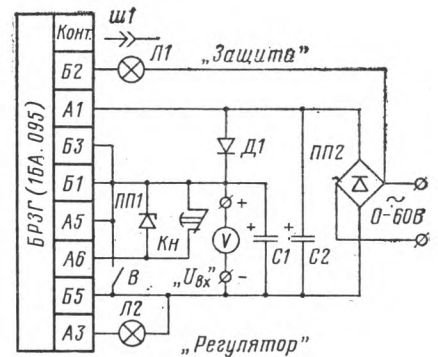 Ш1
Конт.
Л1
„Защита"
Б2
А1
Б3
Д1
ПП2
БРЗГ (1БА.095)
Б1
ПП1
+
~
0-60В
А5
Кн
V
+
С1
+
С2
А6
В
„Uвх"
-
Б5
Л2
А3
„Регулятор"